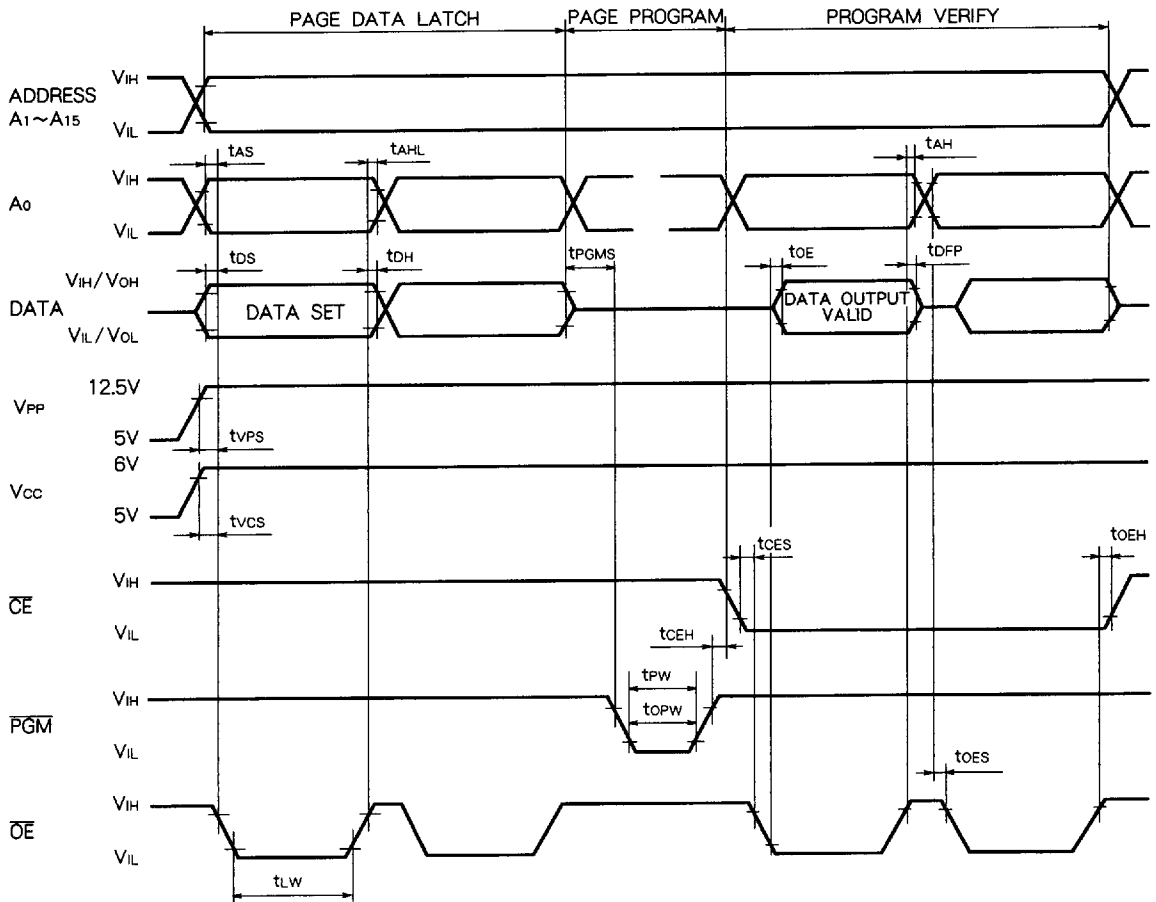 PAGE DATA LATCH PAGE PROGRAM PROGRAM VERIFY
VIH
ADDRESS
A1~A15
VIL
tAS tAHL tAH
VIH
A0
VIL
tDS tDH tPGMS tOE tDFP
VIH/VOH
DATA DATA SET DATA OUTPUT VALID
VIL/VOL
12.5V
VPP
5V
tVPS
6V
VCC
5V
tVCS
tCES tOEH
VIH
CE
VIL
tCEH
tPW
VIH
tOPW
PGM
VIL
tOES
VIH
OE
VIL
tLW